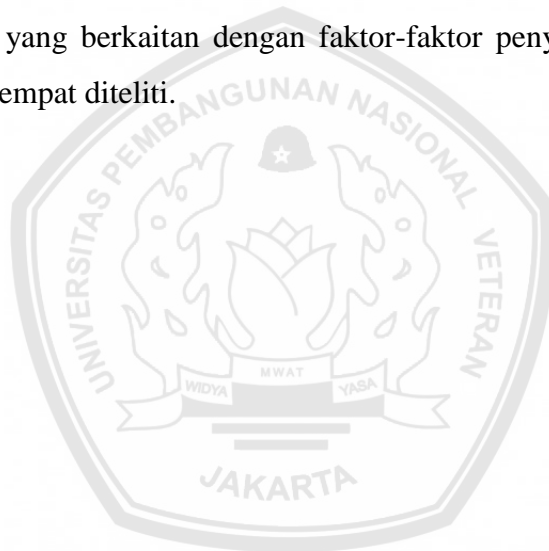 yang berkaitan dengan faktor-faktor peny
empat diteliti.
UNIVERSITAS PEMBANGUNAN NASIONAL VETERAN
WIDYA MWAT YASA
JAKARTA